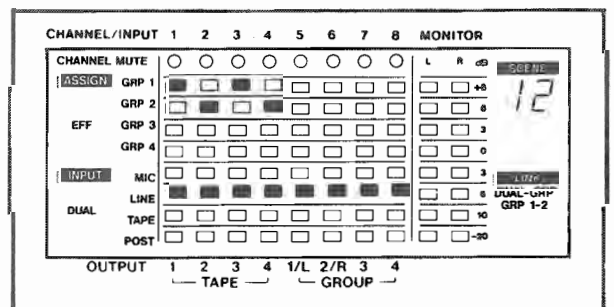 CHANNEL/INPUT 1 2 3 4 5 6 7 8 MONITOR
CHANNEL MUTE L R dB SCENE
ASSIGN GRP 1 +8 12
GRP 2 6
EFF GRP 3 3
GRP 4 0
INPUT MIC 3
LINE 6
DUAL DUAL-GRP
TAPE 10 GRP 1-2
POST -20
OUTPUT 1 2 3 4 1/L 2/R 3 4
TAPE GROUP